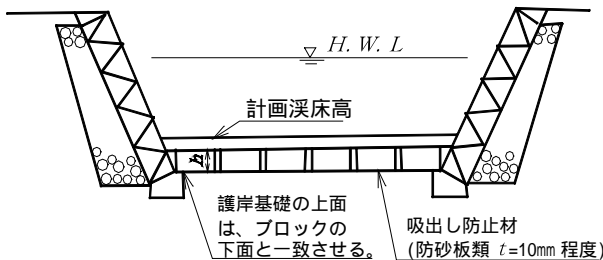 H. W. L
計画渓床高
護岸基礎の上面
は、ブロックの
下面と一致させる。
吸出し防止材
(防砂板類 t=10mm 程度)